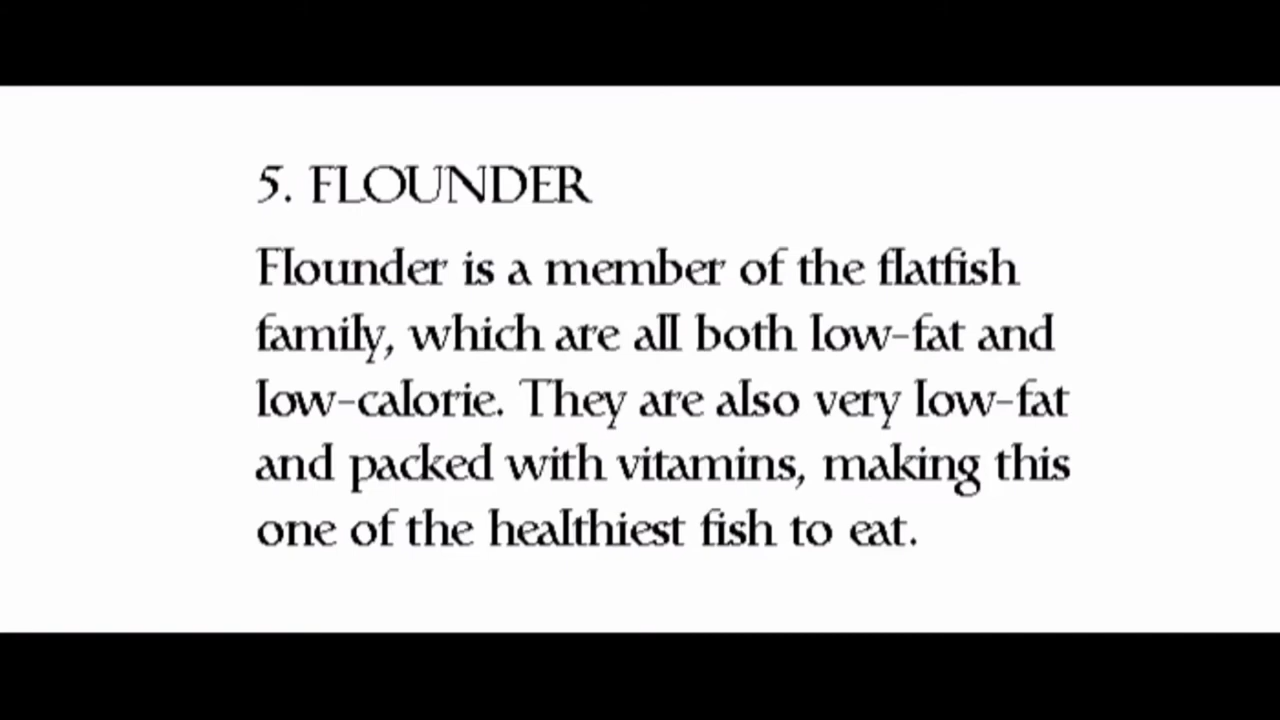 5. FLOUNDER
Flounder is a member of the flatfish
family, which are all both low-fat and
low-calorie. They are also very low-fat
and packed with vitamins, making this
one of the healthiest fish to eat.